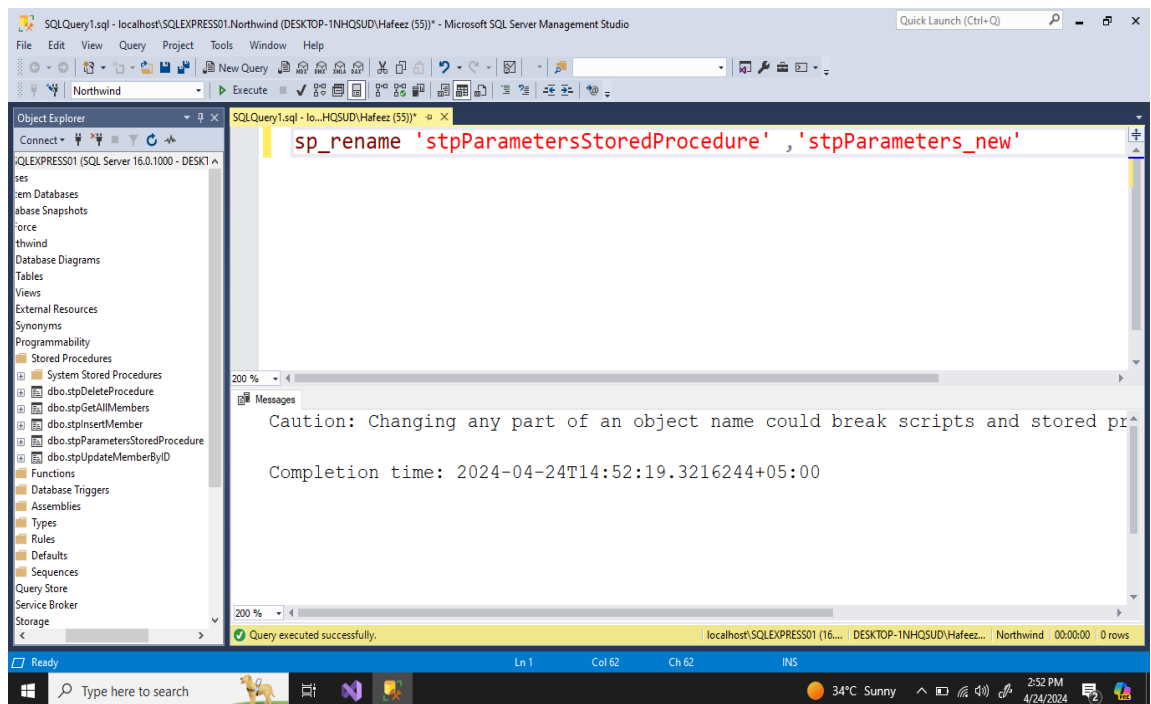 SQLQuery1.sql - localhost\SQLEXPRESS01.Northwind (DESKTOP-1NHQSUD\Hafeez (55))* - Microsoft SQL Server Management Studio
Quick Launch (Ctrl+Q)
File Edit View Query Project Tools Window Help
New Query
Northwind
Execute
Object Explorer
SQLQuery1.sql - lo...HQSUD\Hafeez (55))*
Connect
QLEXPRESS01 (SQL Server 16.0.1000 - DESKT
ses
tem Databases
abase Snapshots
orce
thwind
Database Diagrams
Tables
Views
External Resources
Synonyms
Programmability
Stored Procedures
System Stored Procedures
dbo.stpDeleteProcedure
dbo.stpGetAllMembers
dbo.stpInsertMember
dbo.stpParametersStoredProcedure
dbo.stpUpdateMemberByID
Functions
Database Triggers
Assemblies
Types
Rules
Defaults
Sequences
Query Store
Service Broker
Storage
sp_rename 'stpParametersStoredProcedure' ,'stpParameters_new'
200 %
Messages
Caution: Changing any part of an object name could break scripts and stored pr
Completion time: 2024-04-24T14:52:19.3216244+05:00
200 %
Query executed successfully.
localhost\SQLEXPRESS01 (16.... DESKTOP-1NHQSUD\Hafeez... Northwind 00:00:00 0 rows
Ready
Ln 1 Col 62 Ch 62 INS
Type here to search
34°C Sunny
2:52 PM
4/24/2024
2